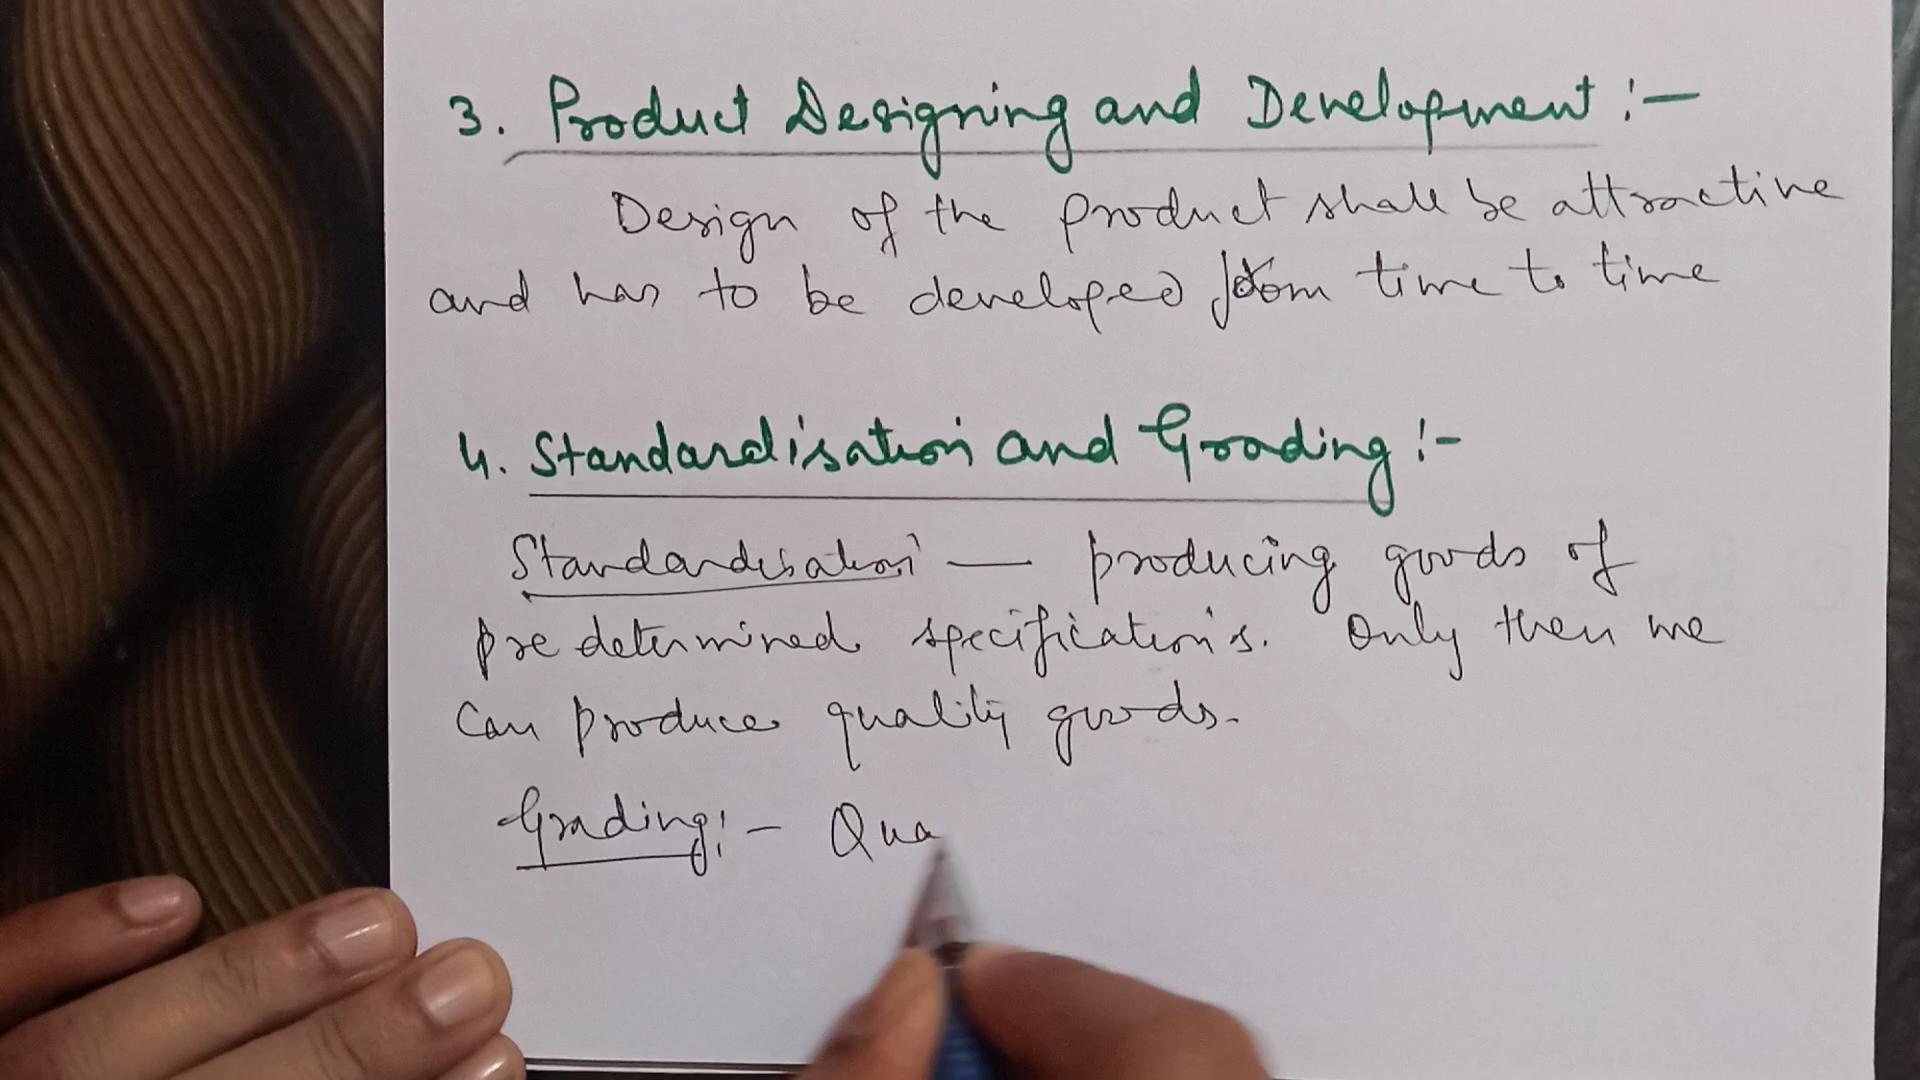 3. Product Designing and Development :-
Design of the product shall be attractive
and has to be developed from time to time
4. Standardisation and Grading :-
Standardisation — producing goods of
pre determined specifications. Only then we
can produce quality goods.
Grading :- Qua